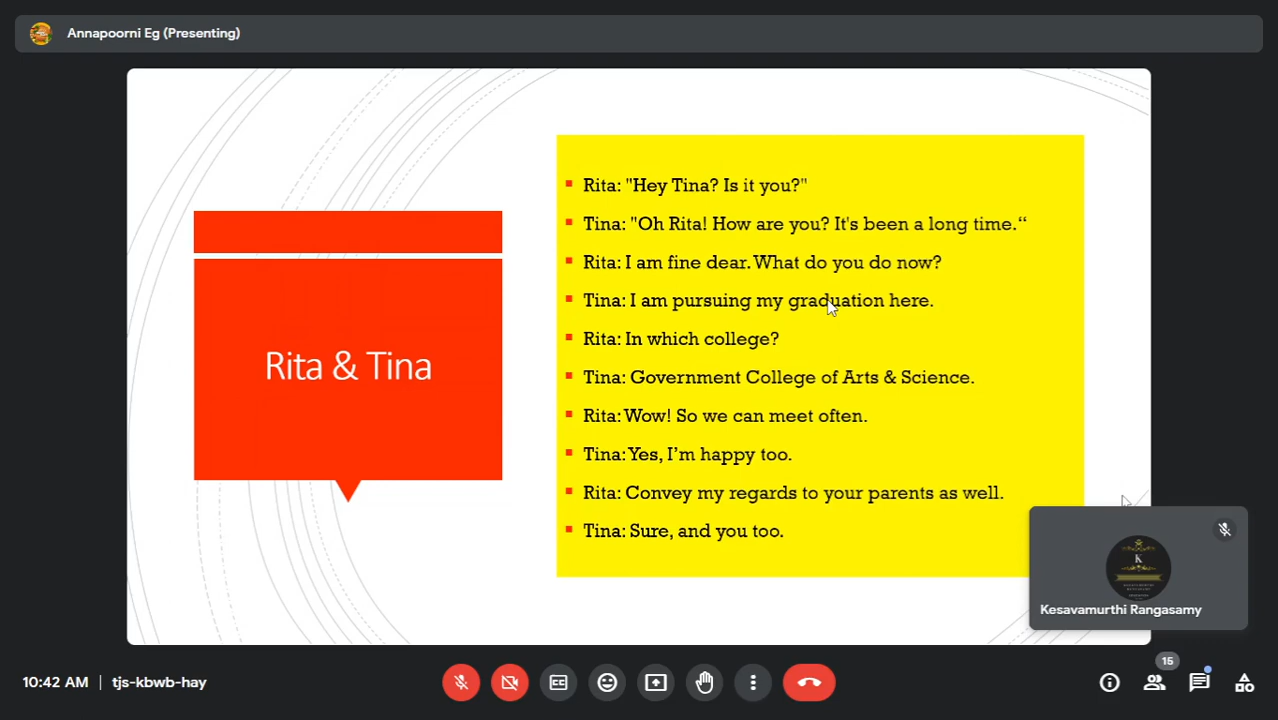 Annapoorni Eg (Presenting)
Rita & Tina
Rita: "Hey Tina? Is it you?"
Tina: "Oh Rita! How are you? It's been a long time.“
Rita: I am fine dear. What do you do now?
Tina: I am pursuing my graduation here.
Rita: In which college?
Tina: Government College of Arts & Science.
Rita: Wow! So we can meet often.
Tina: Yes, I’m happy too.
Rita: Convey my regards to your parents as well.
Tina: Sure, and you too.
K
Kesavamurthi Rangasamy
10:42 AM | tjs-kbwb-hay
CC
15